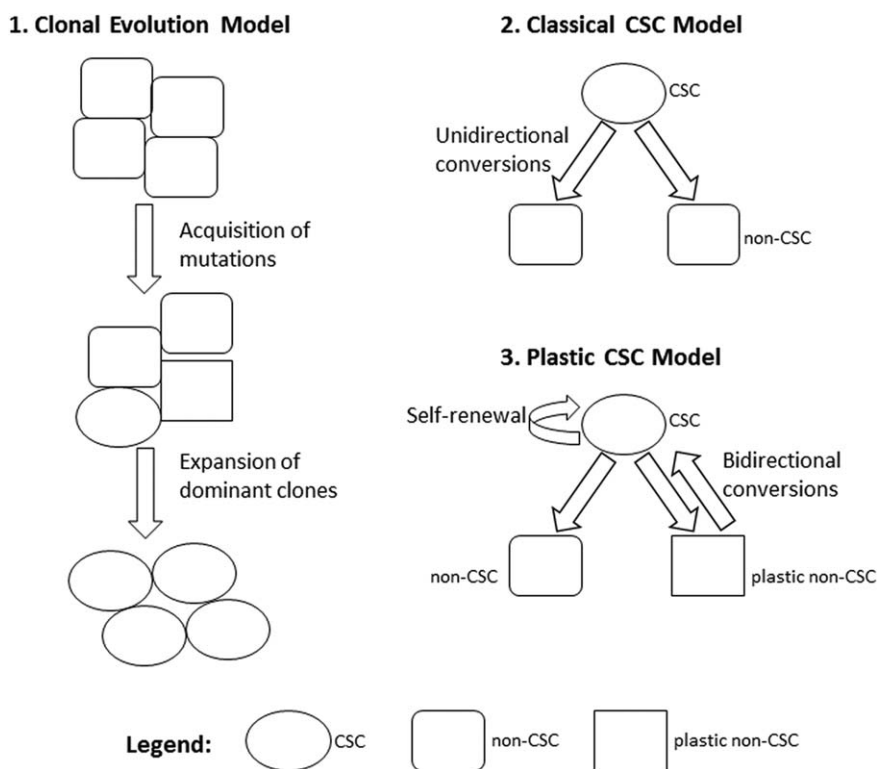 1. Clonal Evolution Model
Acquisition of
mutations
Expansion of
dominant clones
2. Classical CSC Model
CSC
Unidirectional
conversions
non-CSC
3. Plastic CSC Model
Self-renewal
CSC
Bidirectional
conversions
non-CSC
plastic non-CSC
Legend:
CSC
non-CSC
plastic non-CSC